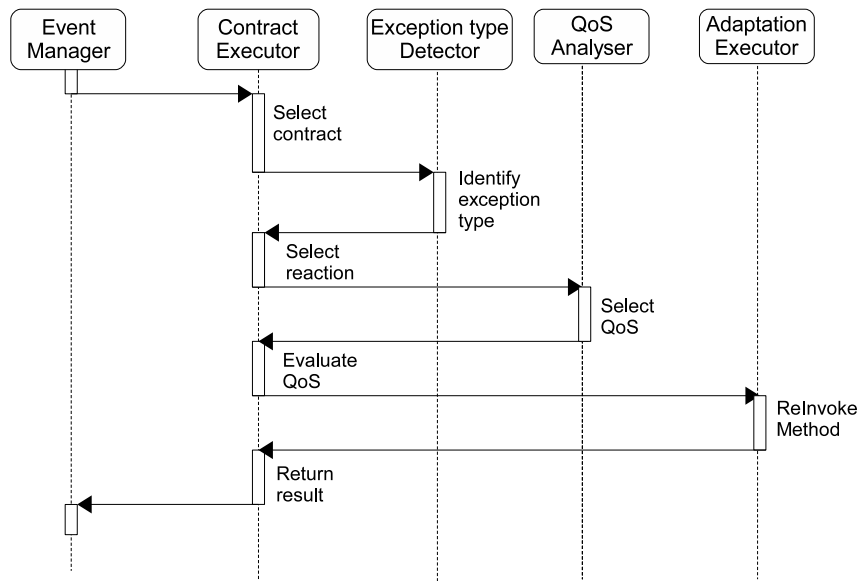 Event
Manager
Contract
Executor
Exception type
Detector
QoS
Analyser
Adaptation
Executor
Select
contract
Identify
exception
type
Select
reaction
Select
QoS
Evaluate
QoS
ReInvoke
Method
Return
result